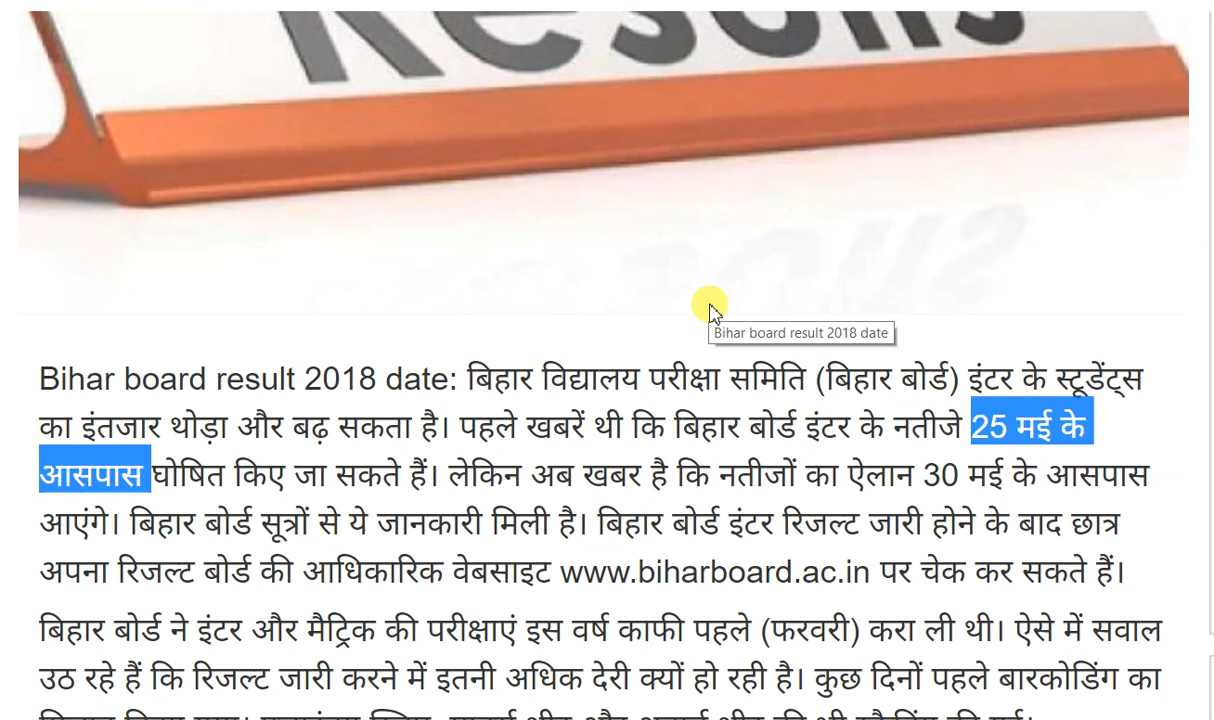 Results
Bihar board result 2018 date
Bihar board result 2018 date: बिहार विद्यालय परीक्षा समिति (बिहार बोर्ड) इंटर के स्टूडेंट्स
का इंतजार थोड़ा और बढ़ सकता है। पहले खबरें थी कि बिहार बोर्ड इंटर के नतीजे 25 मई के
आसपास घोषित किए जा सकते हैं। लेकिन अब खबर है कि नतीजों का ऐलान 30 मई के आसपास
आएंगे। बिहार बोर्ड सूत्रों से ये जानकारी मिली है। बिहार बोर्ड इंटर रिजल्ट जारी होने के बाद छात्र
अपना रिजल्ट बोर्ड की आधिकारिक वेबसाइट www.biharboard.ac.in पर चेक कर सकते हैं।
बिहार बोर्ड ने इंटर और मैट्रिक की परीक्षाएं इस वर्ष काफी पहले (फरवरी) करा ली थी। ऐसे में सवाल
उठ रहे हैं कि रिजल्ट जारी करने में इतनी अधिक देरी क्यों हो रही है। कुछ दिनों पहले बारकोडिंग का